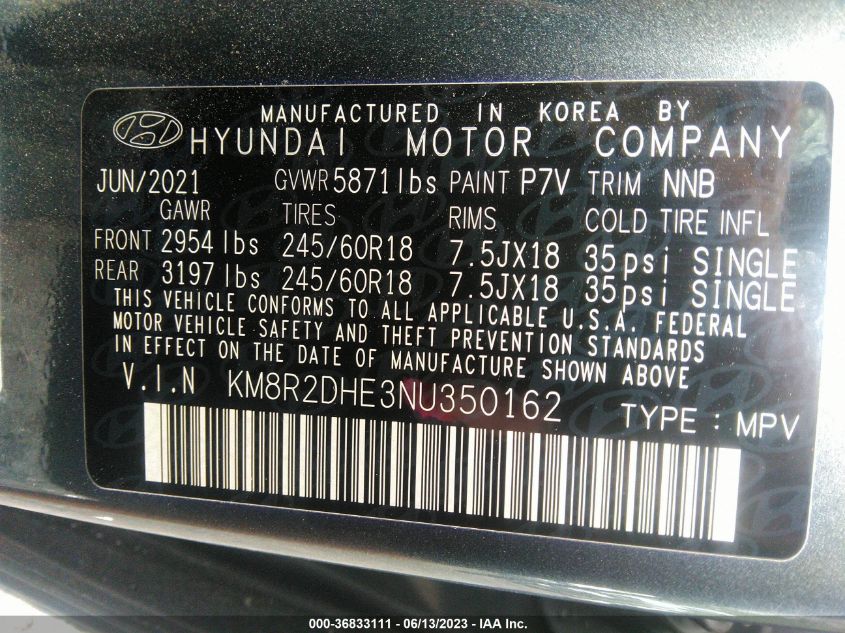 MANUFACTURED IN KOREA BY
HYUNDAI MOTOR COMPANY
JUN/2021 GVWR 5871 lbs PAINT P7V TRIM NNB
GAWR TIRES RIMS COLD TIRE INFL
FRONT 2954 lbs 245/60R18 7.5JX18 35psi SINGLE
REAR 3197 lbs 245/60R18 7.5JX18 35psi SINGLE
THIS VEHICLE CONFORMS TO ALL APPLICABLE U.S.A. FEDERAL
MOTOR VEHICLE SAFETY AND THEFT PREVENTION STANDARDS
IN EFFECT ON THE DATE OF MANUFACTURE SHOWN ABOVE
V.I.N KM8R2DHE3NU350162 TYPE : MPV
000-36833111 - 06/13/2023 - IAA Inc.